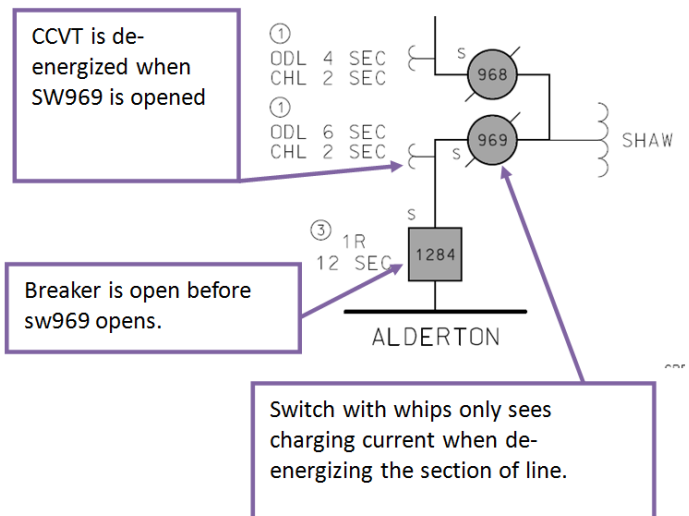 CCVT is de-
energized when
SW969 is opened
1
ODL 4 SEC
CHL 2 SEC
S
968
1
ODL 6 SEC
CHL 2 SEC
S
969
SHAW
3
1R
12 SEC
S
1284
ALDERTON
Breaker is open before
sw969 opens.
Switch with whips only sees
charging current when de-
energizing the section of line.